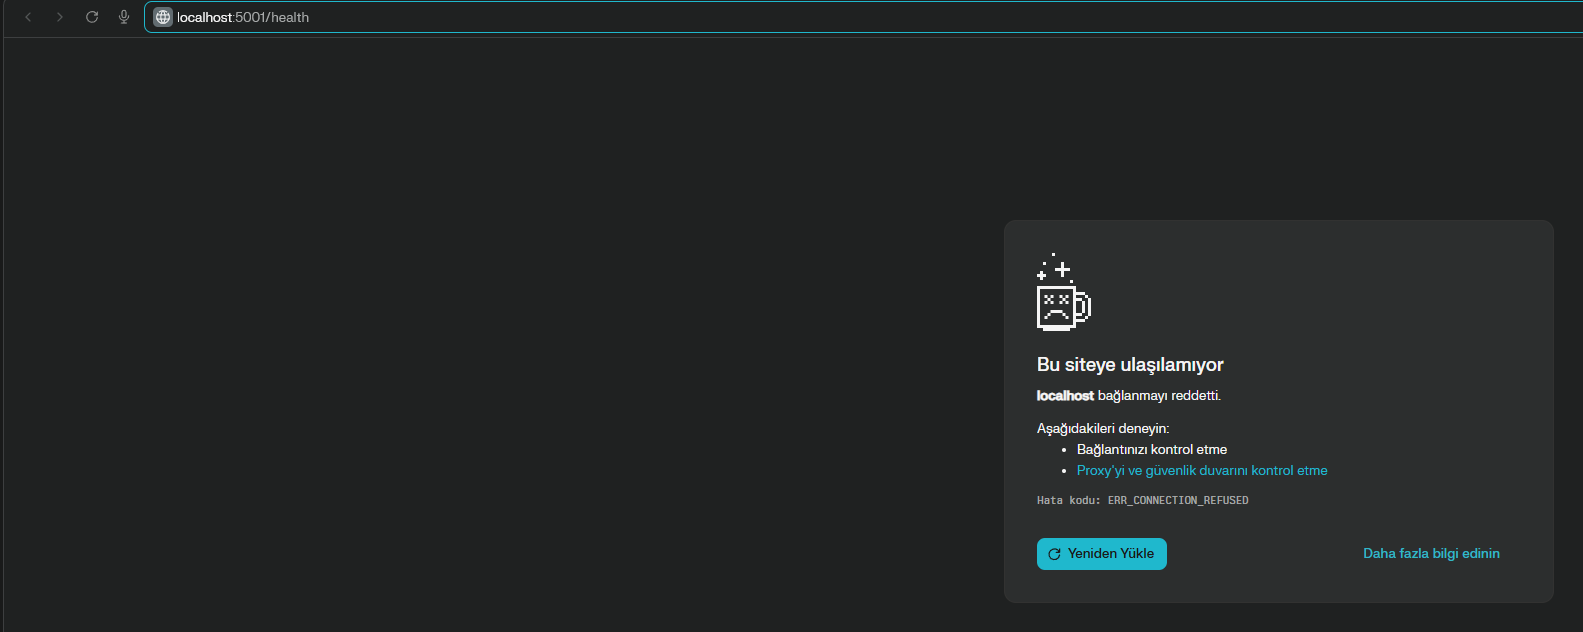 localhost:5001/health
Bu siteye ulaşılamıyor
localhost bağlanmayı reddetti.
Aşağıdakileri deneyin:
• Bağlantınızı kontrol etme
• Proxy'yi ve güvenlik duvarını kontrol etme
Hata kodu: ERR_CONNECTION_REFUSED
Yeniden Yükle
Daha fazla bilgi edinin